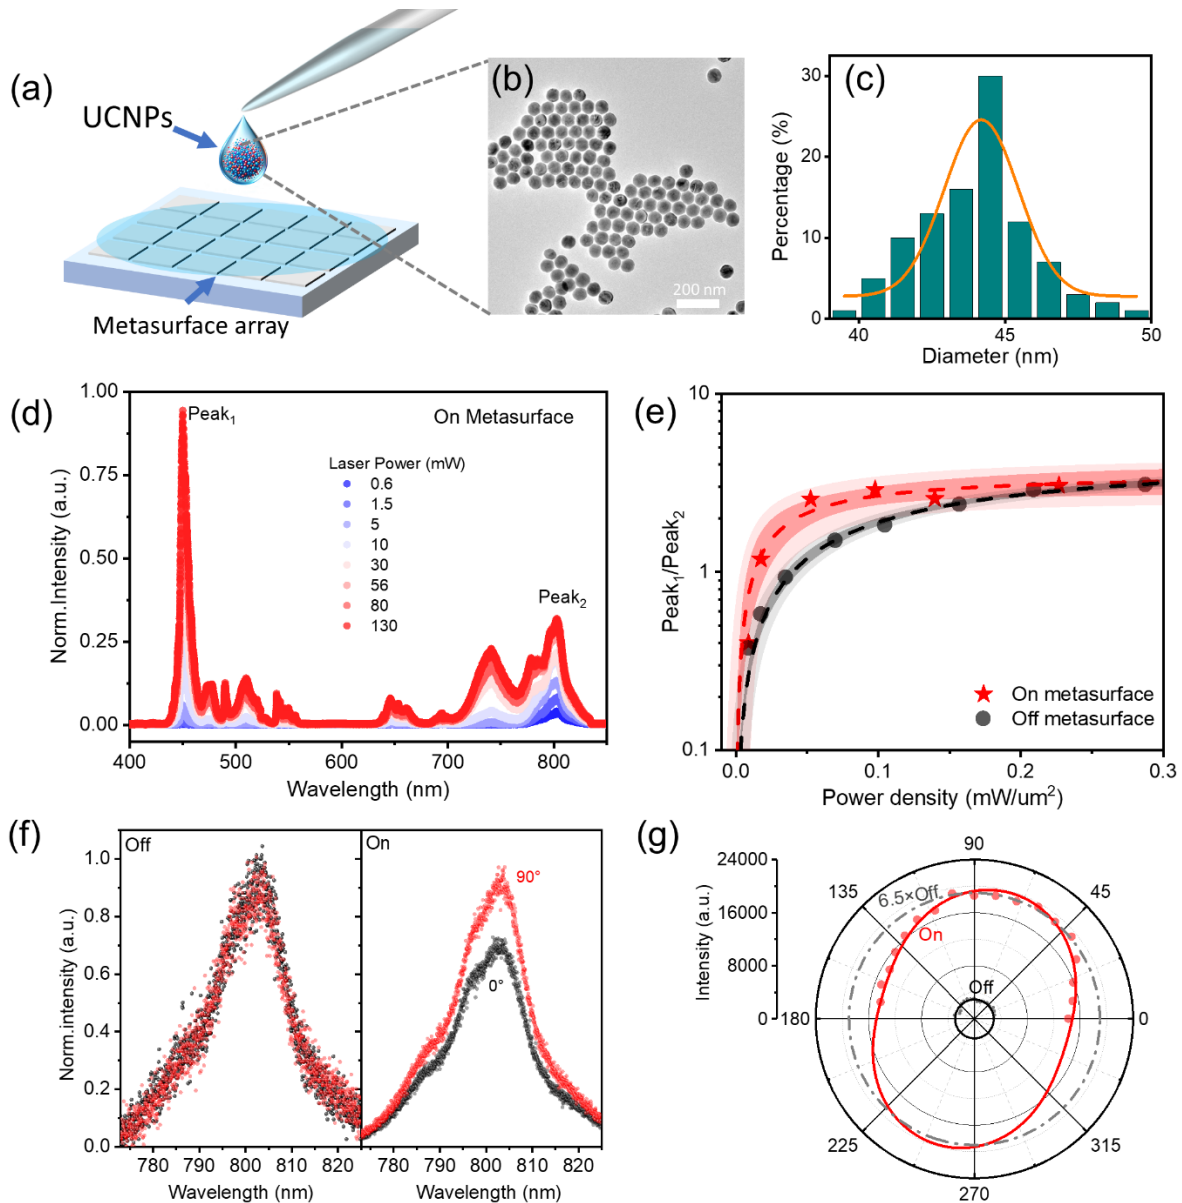 (a)
UCNPs
Metasurface array
(b)
200 nm
(c)
Percentage (%)
30
20
10
0
40
45
50
Diameter (nm)
(d)
Norm.Intensity (a.u.)
1.00
0.75
0.50
0.25
0.00
Peak₁
On Metasurface
Laser Power (mW)
0.6
1.5
5
10
30
56
80
130
Peak₂
400
500
600
700
800
Wavelength (nm)
(e)
Peak₁/Peak₂
10
1
0.1
On metasurface
Off metasurface
0.0
0.1
0.2
0.3
Power density (mW/um²)
(f)
Norm.intensity (a.u.)
1.0
0.8
0.6
0.4
0.2
0.0
Off
On
90°
0°
780
790
800
810
820
780
790
800
810
820
Wavelength (nm)
Wavelength (nm)
(g)
Intensity (a.u.)
24000
16000
8000
0
90
135
45
6.5×Off
On
Off
180
0
225
315
270